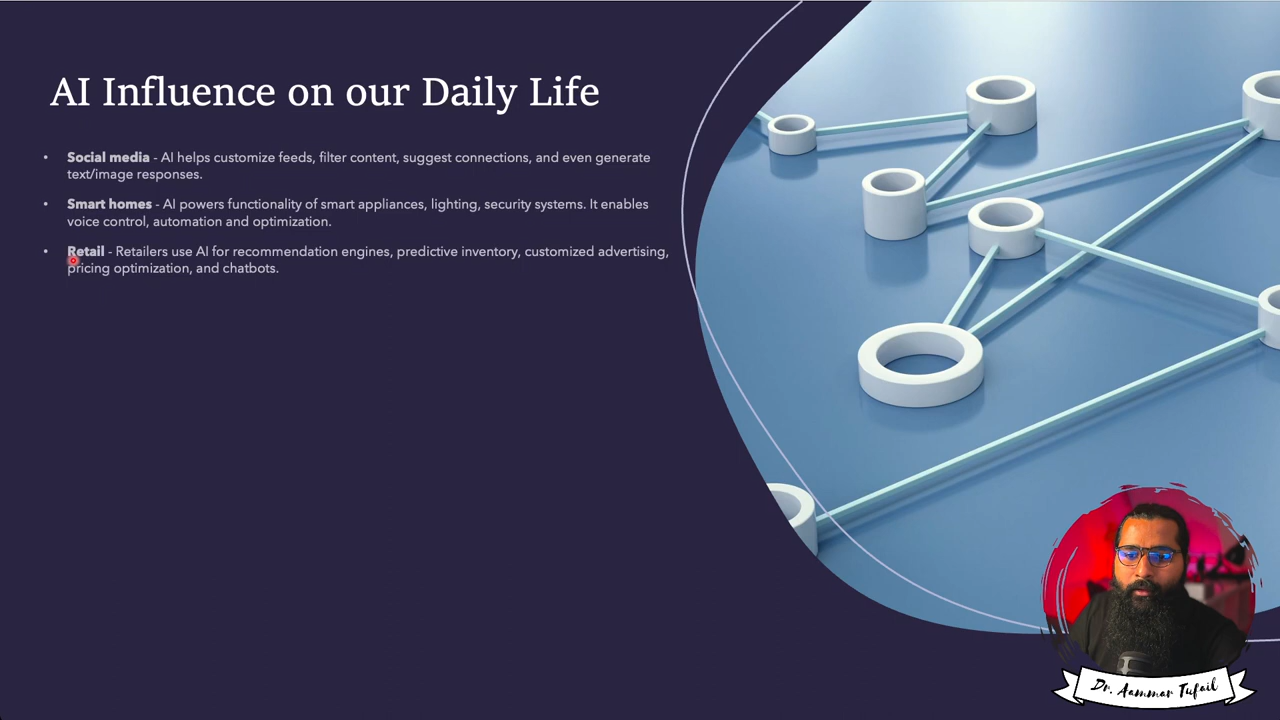 AI Influence on our Daily Life
• Social media - AI helps customize feeds, filter content, suggest connections, and even generate
text/image responses.
• Smart homes - AI powers functionality of smart appliances, lighting, security systems. It enables
voice control, automation and optimization.
• Retail - Retailers use AI for recommendation engines, predictive inventory, customized advertising,
pricing optimization, and chatbots.
Dr. Aammar Tufail